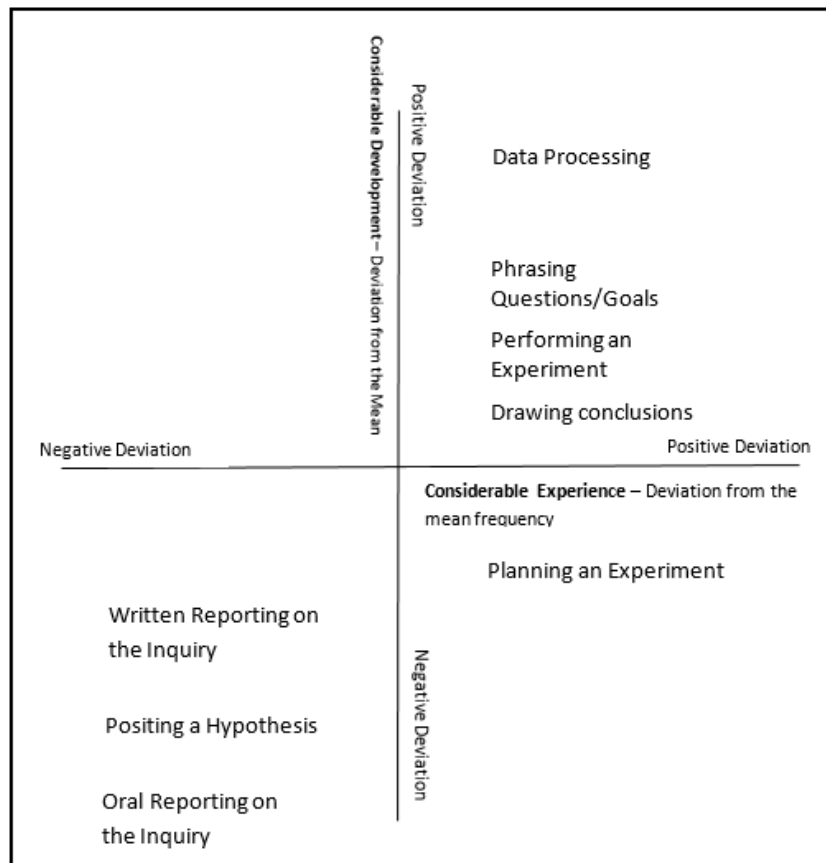 Considerable Development – Deviation from the Mean
Positive Deviation
Data Processing
Phrasing
Questions/Goals
Performing an
Experiment
Drawing conclusions
Negative Deviation
Positive Deviation
Considerable Experience – Deviation from the
mean frequency
Planning an Experiment
Written Reporting on
the Inquiry
Negative Deviation
Positing a Hypothesis
Oral Reporting on
the Inquiry